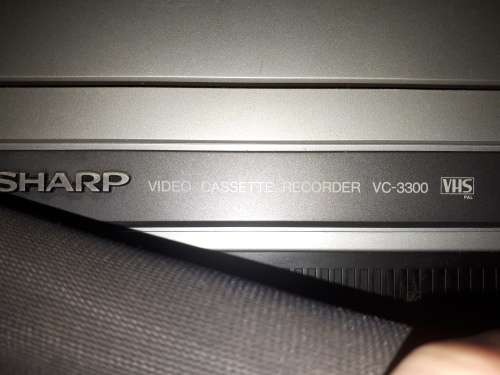 SHARP VIDEO CASSETTE RECORDER VC-3300 VHS
PAL